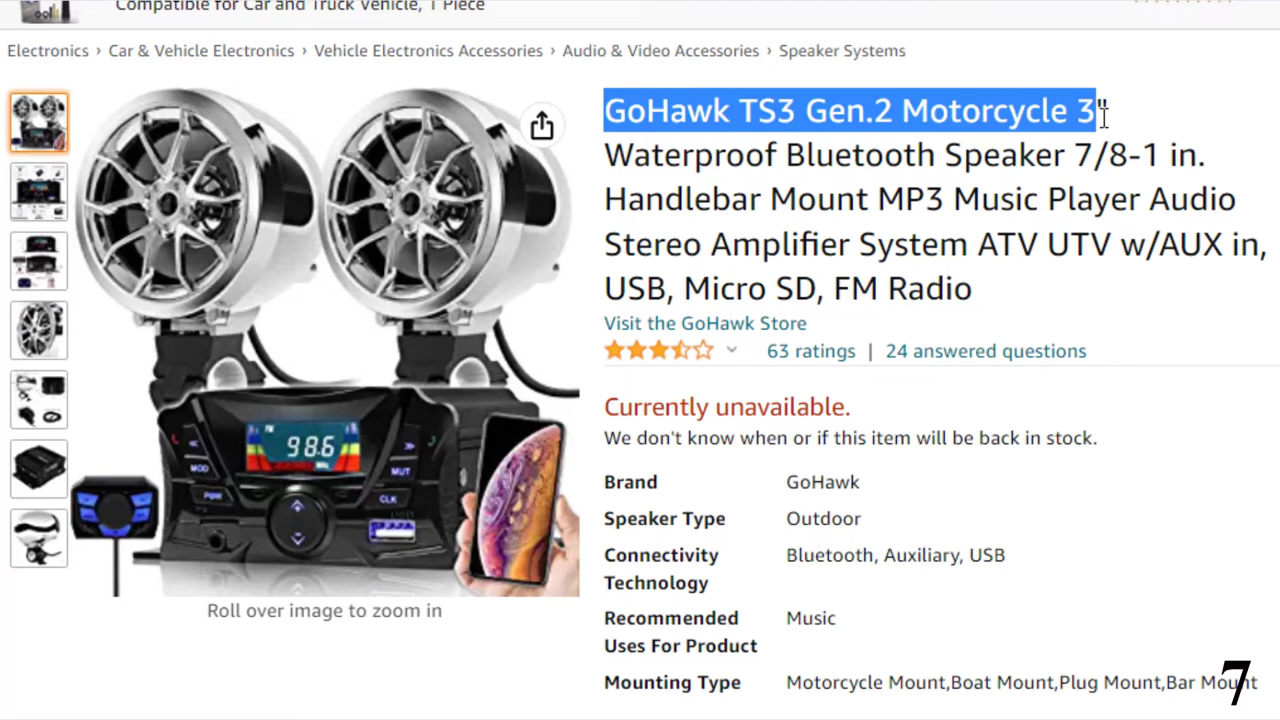 Compatible for Car and Truck Vehicle, 1 Piece
Electronics › Car & Vehicle Electronics › Vehicle Electronics Accessories › Audio & Video Accessories › Speaker Systems
GoHawk TS3 Gen.2 Motorcycle 3"
Waterproof Bluetooth Speaker 7/8-1 in.
Handlebar Mount MP3 Music Player Audio
Stereo Amplifier System ATV UTV w/AUX in,
USB, Micro SD, FM Radio
Visit the GoHawk Store
63 ratings | 24 answered questions
Currently unavailable.
We don't know when or if this item will be back in stock.
Brand GoHawk
Speaker Type Outdoor
Connectivity Bluetooth, Auxiliary, USB
Technology
Recommended Music
Uses For Product
Mounting Type Motorcycle Mount,Boat Mount,Plug Mount,Bar Mount
98.6
MOD
MUT
CLK
Roll over image to zoom in
7